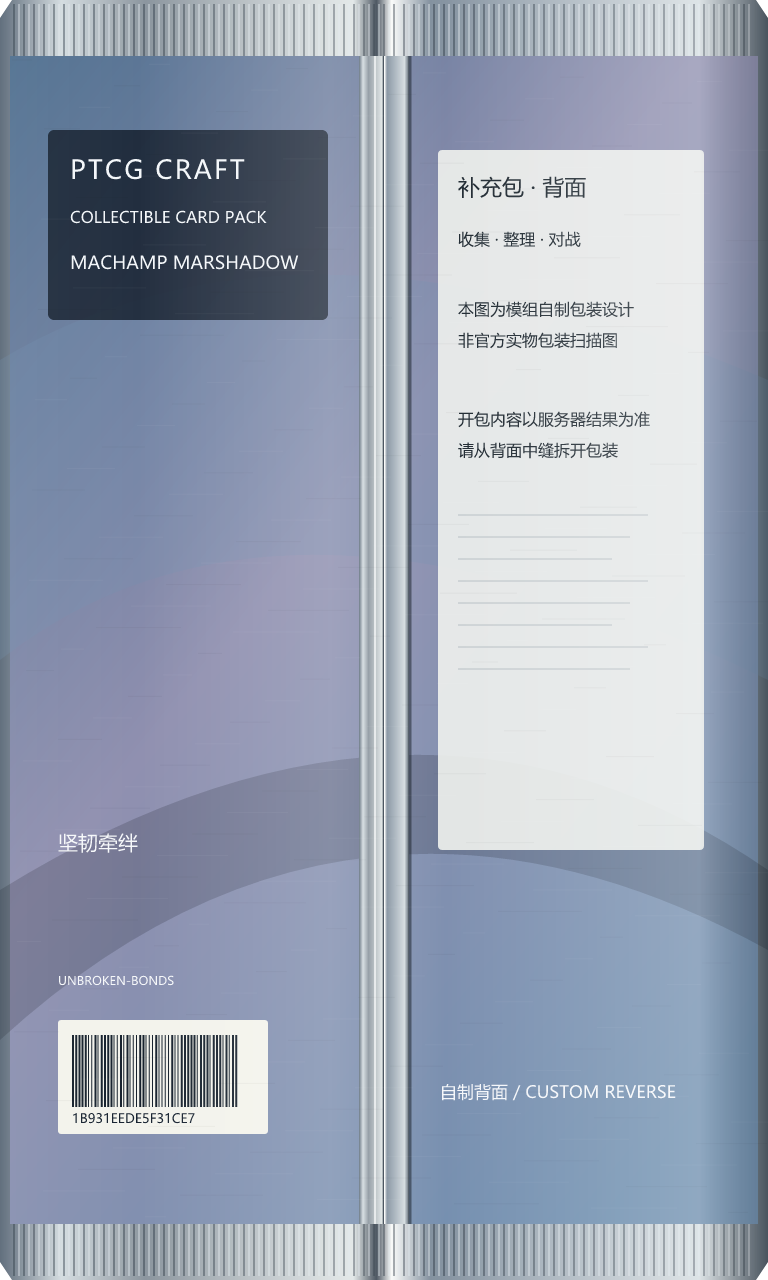 PTCG CRAFT
COLLECTIBLE CARD PACK
MACHAMP MARSHADOW
坚韧牵绊
UNBROKEN-BONDS
1B931EEDE5F31CE7
补充包 · 背面
收集 · 整理 · 对战
本图为模组自制包装设计
非官方实物包装扫描图
开包内容以服务器结果为准
请从背面中缝拆开包装
自制背面 / CUSTOM REVERSE